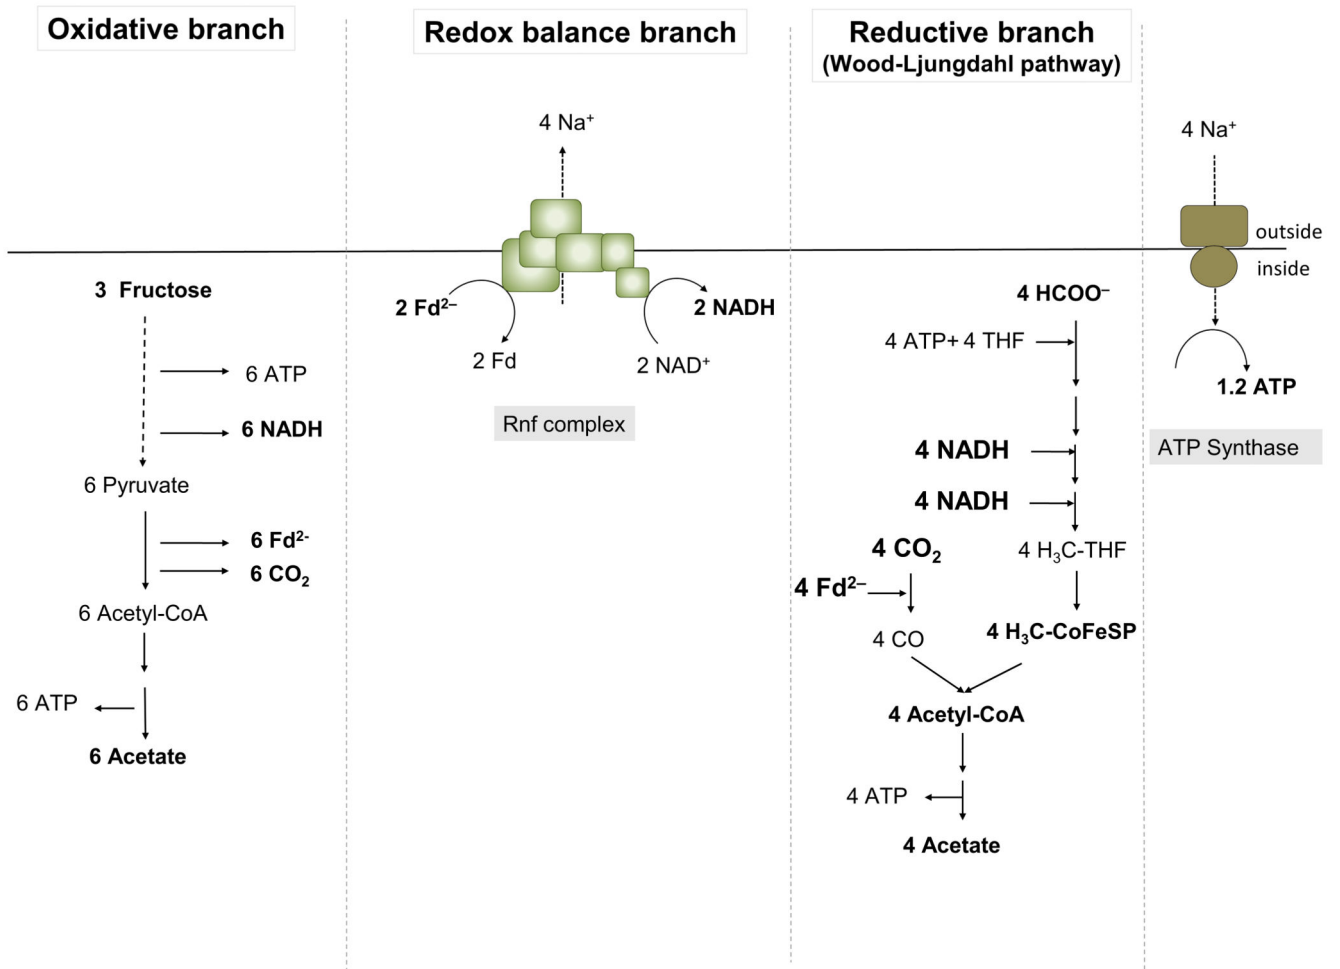 Oxidative branch
3 Fructose
6 ATP
6 NADH
6 Pyruvate
6 Fd²⁻
6 CO₂
6 Acetyl-CoA
6 ATP
6 Acetate
Redox balance branch
4 Na⁺
2 Fd²⁻
2 NADH
2 Fd
2 NAD⁺
Rnf complex
Reductive branch
(Wood-Ljungdahl pathway)
4 HCOO⁻
4 ATP+ 4 THF
4 NADH
4 NADH
4 CO₂
4 H₃C-THF
4 Fd²⁻
4 CO
4 H₃C-CoFeSP
4 Acetyl-CoA
4 ATP
4 Acetate
4 Na⁺
outside
inside
1.2 ATP
ATP Synthase